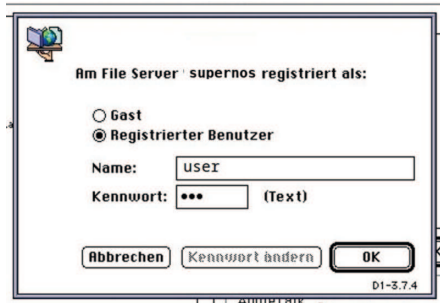 Am File Server supernos registriert als:
Gast
Registrierter Benutzer
Name: user
Kennwort: ••• (Text)
Abbrechen Kennwort ändern OK
D1-3.7.4